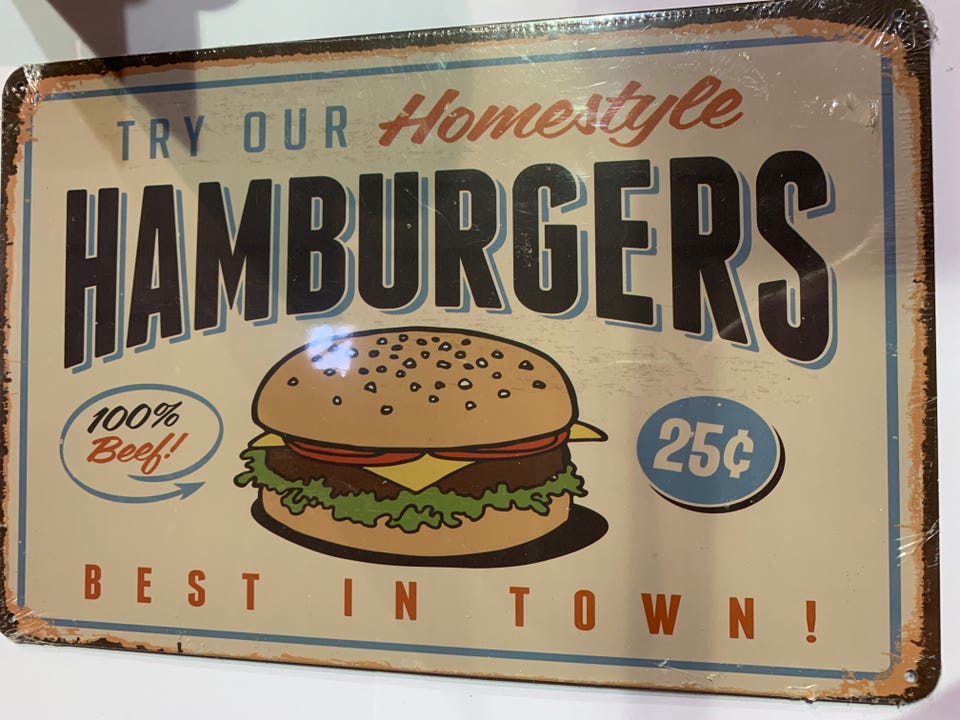 TRY OUR Homestyle
HAMBURGERS
100%
Beef!
25¢
BEST IN TOWN!